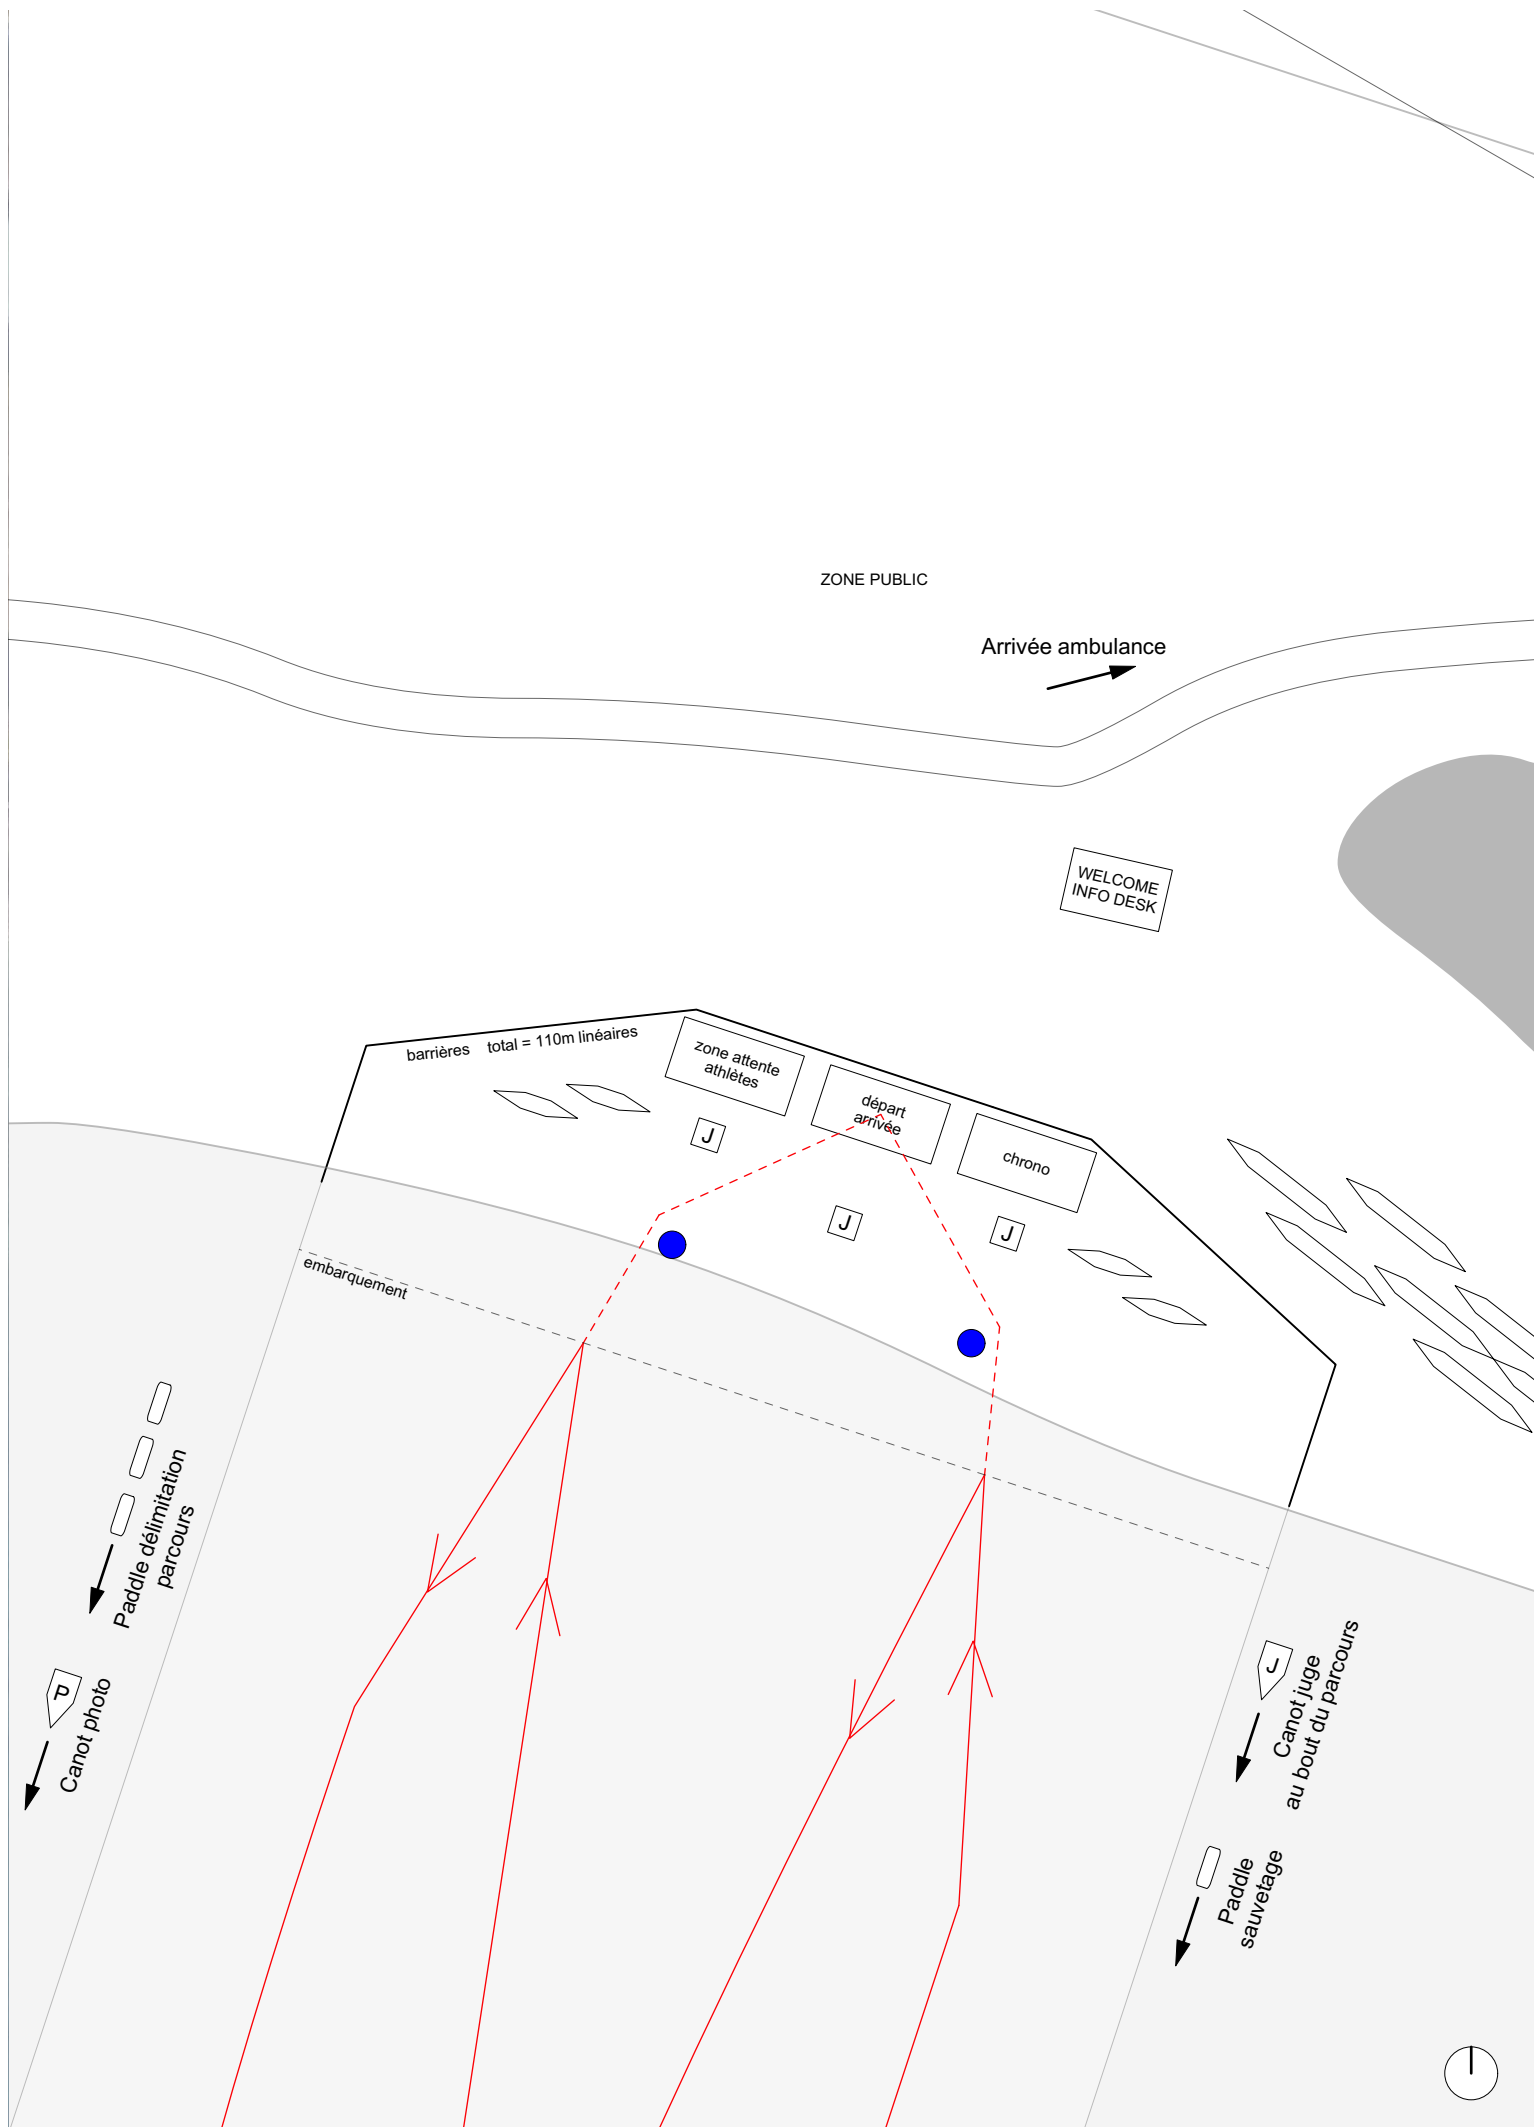 ZONE PUBLIC
Arrivée ambulance
WELCOME
INFO DESK
barrières total = 110m linéaires
zone attente
athlètes
départ
arrivée
chrono
J
J
J
embarquement
Paddle délimitation
parcours
P
Canot photo
J
Canot juge
au bout du parcours
Paddle
sauvetage